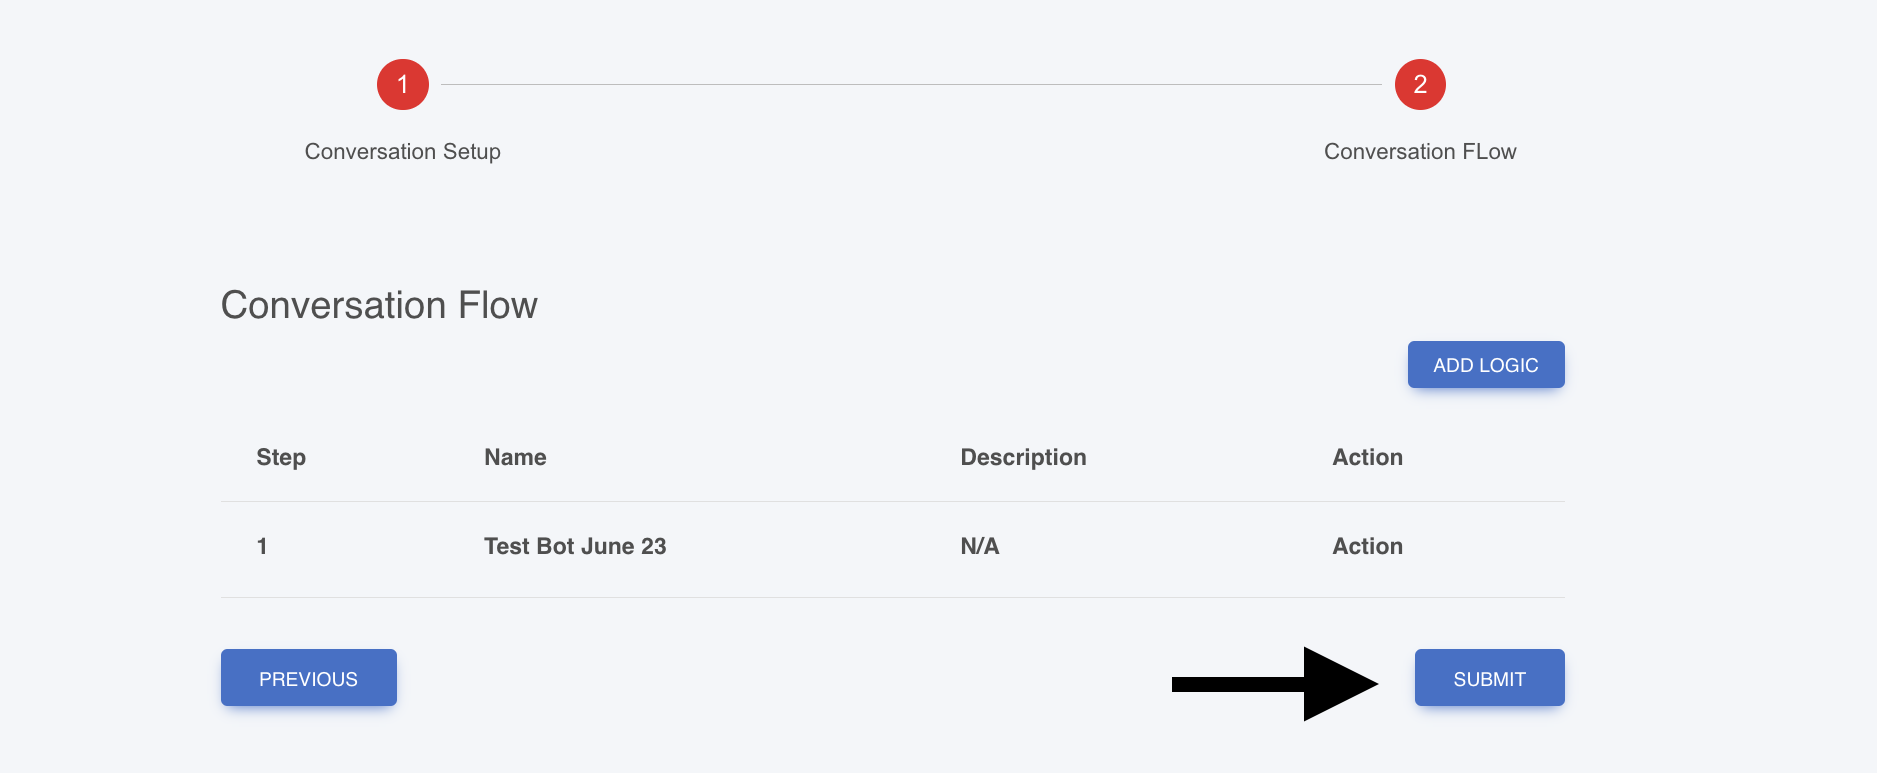 1 2
Conversation Setup Conversation FLow
Conversation Flow
ADD LOGIC
Step Name Description Action
1 Test Bot June 23 N/A Action
PREVIOUS SUBMIT